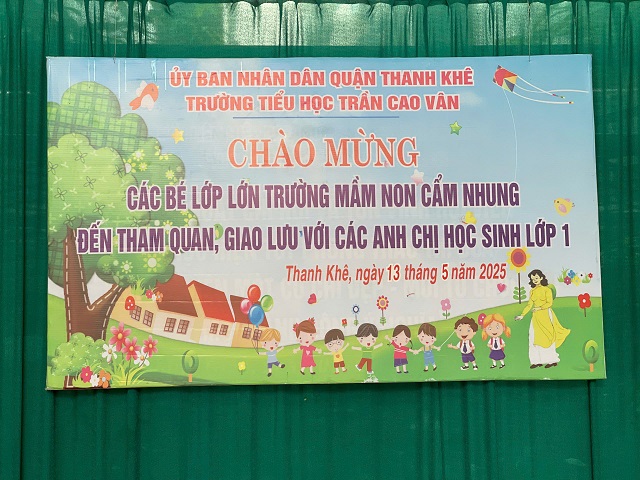 ỦY BAN NHÂN DÂN QUẬN THANH KHÊ
TRƯỜNG TIỂU HỌC TRẦN CAO VÂN
CHÀO MỪNG
CÁC BÉ LỚP LỚN TRƯỜNG MẦM NON CẨM NHUNG
ĐẾN THAM QUAN, GIAO LƯU VỚI CÁC ANH CHỊ HỌC SINH LỚP 1
Thanh Khê, ngày 13 tháng 5 năm 2025